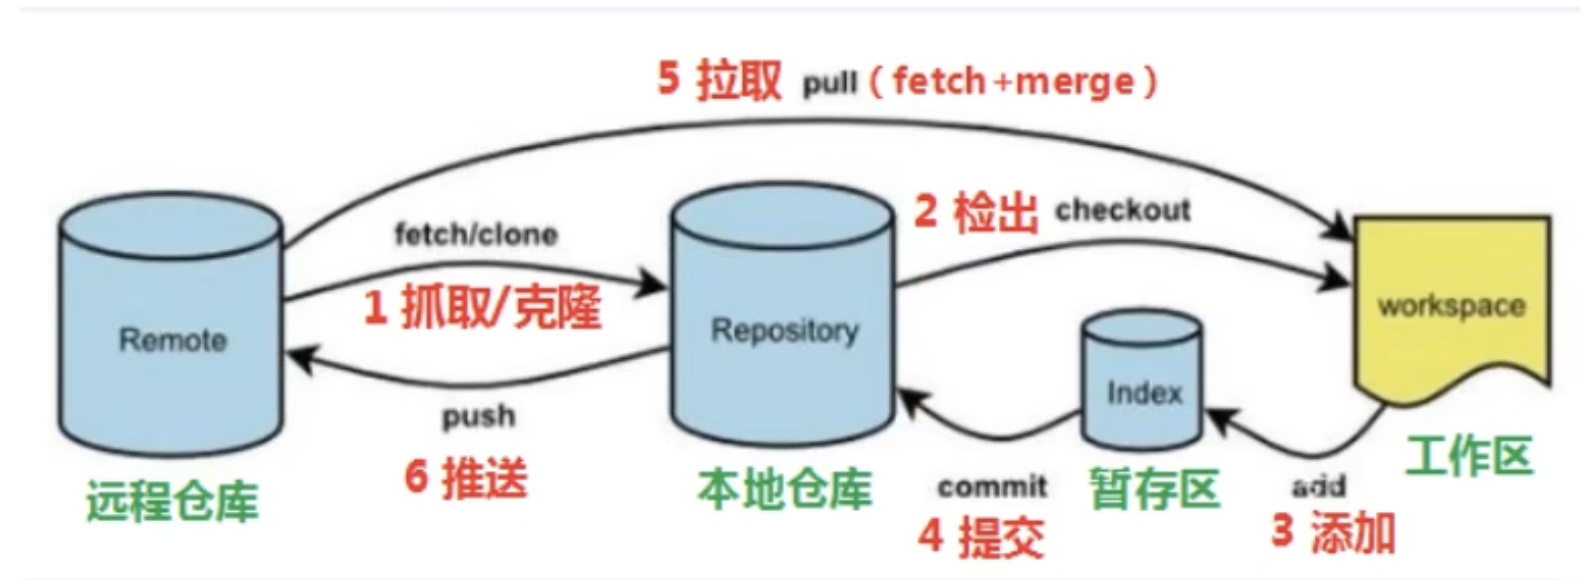 5 拉取 pull（fetch+merge）
2 检出 checkout
fetch/clone
1 抓取/克隆
workspace
Remote
Repository
Index
push
工作区
6 推送
远程仓库
本地仓库
commit
暂存区
add
4 提交
3 添加